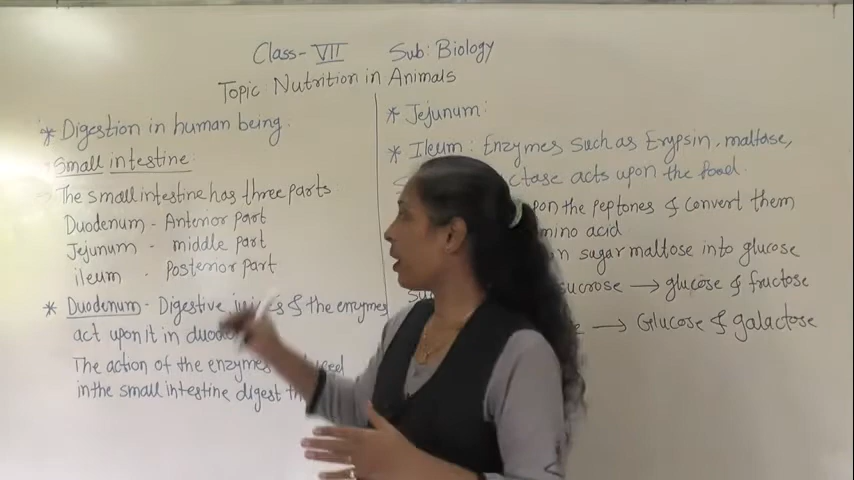 Class- VII Sub: Biology
Topic: Nutrition in Animals
* Digestion in human being.
Small intestine:
The small intestine has three parts:
Duodenum - Anterior part
Jejunum - middle part
ileum - Posterior part
* Duodenum - Digestive juices & the enzymes
act upon it in
The action of the enzymes
in the small intestine digest
* Jejunum:
* Ileum: Enzymes such as Erypsin, maltase,
acts upon the food.
the peptones & convert them
sugar maltose into glucose
sucrose → glucose & fructose
→ Glucose & galactose